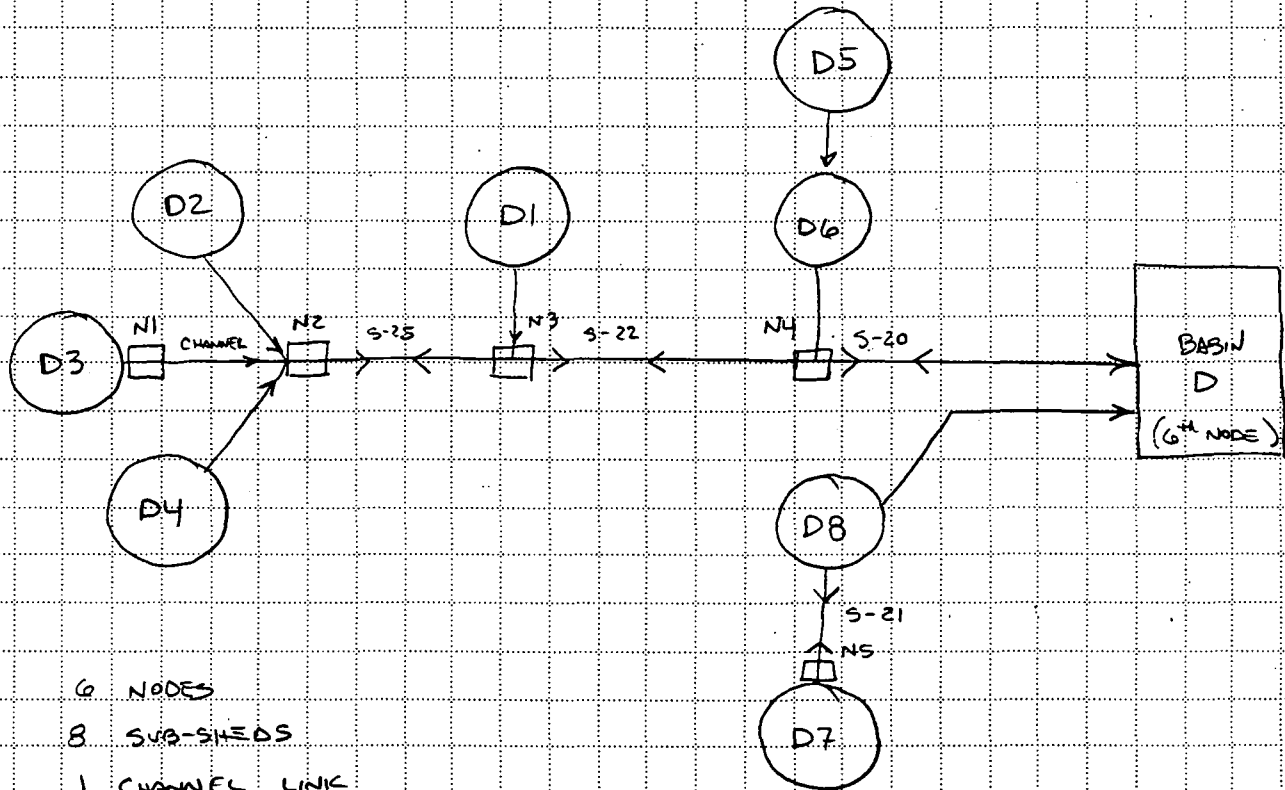 D5
D2
D1
D6
N1
CHANNEL
N2
S-25
N3
S-22
N4
S-20
D3
BASIN
D
(6TH NODE)
D4
D8
S-21
N5
D7
6 NODES
8 SUB-SHEDS
1 CHANNEL LINK